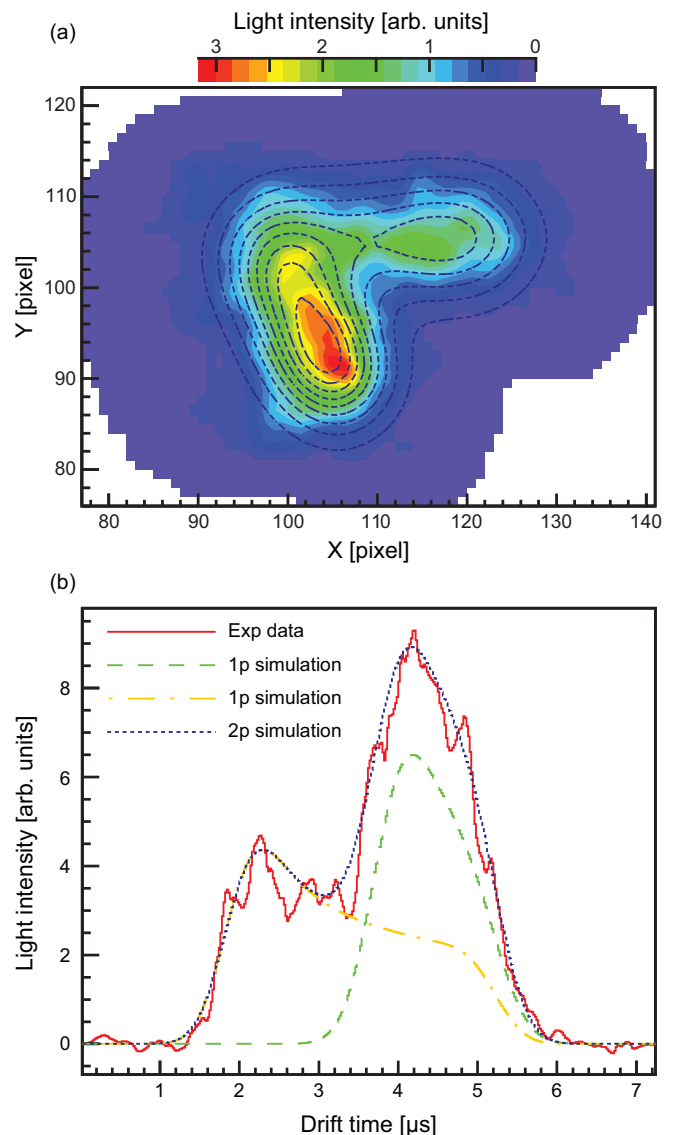 (a)
Light intensity [arb. units]
3 2 1 0
120
110
100
90
80
Y [pixel]
80 90 100 110 120 130 140
X [pixel]
(b)
Exp data
1p simulation
1p simulation
2p simulation
8
6
4
2
0
Light intensity [arb. units]
1 2 3 4 5 6 7
Drift time [µs]